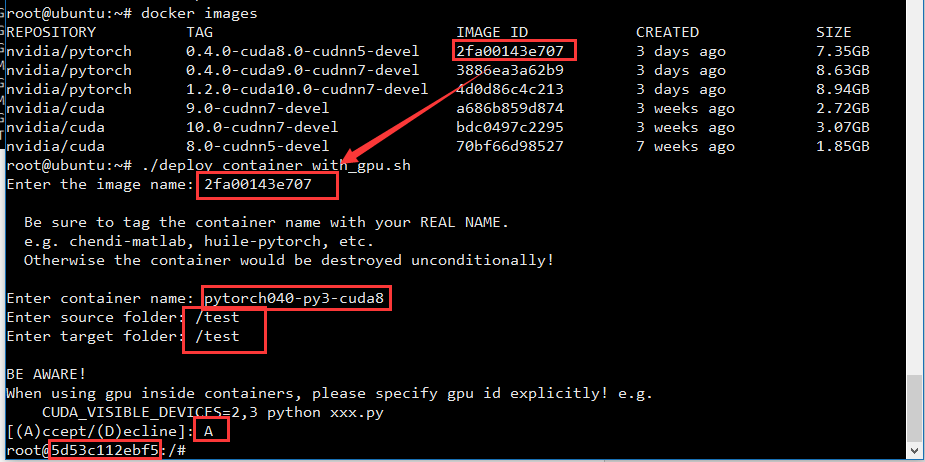 root@ubuntu:~# docker images
REPOSITORY TAG IMAGE ID CREATED SIZE
nvidia/pytorch 0.4.0-cuda8.0-cudnn5-devel 2fa00143e707 3 days ago 7.35GB
nvidia/pytorch 0.4.0-cuda9.0-cudnn7-devel 3886ea3a62b9 3 days ago 8.63GB
nvidia/pytorch 1.2.0-cuda10.0-cudnn7-devel 4d0d86c4c213 3 days ago 8.94GB
nvidia/cuda 9.0-cudnn7-devel a686b859d874 3 weeks ago 2.72GB
nvidia/cuda 10.0-cudnn7-devel bdc0497c2295 3 weeks ago 3.07GB
nvidia/cuda 8.0-cudnn5-devel 70bf66d98527 7 weeks ago 1.85GB
root@ubuntu:~# ./deploy_container_with_gpu.sh
Enter the image name: 2fa00143e707
Be sure to tag the container name with your REAL NAME.
e.g. chendi-matlab, huile-pytorch, etc.
Otherwise the container would be destroyed unconditionally!
Enter container name: pytorch040-py3-cuda8
Enter source folder: /test
Enter target folder: /test
BE AWARE!
When using gpu inside containers, please specify gpu id explicitly! e.g.
CUDA_VISIBLE_DEVICES=2,3 python xxx.py
[(A)ccept/(D)ecline]: A
root@5d53c112ebf5:/#